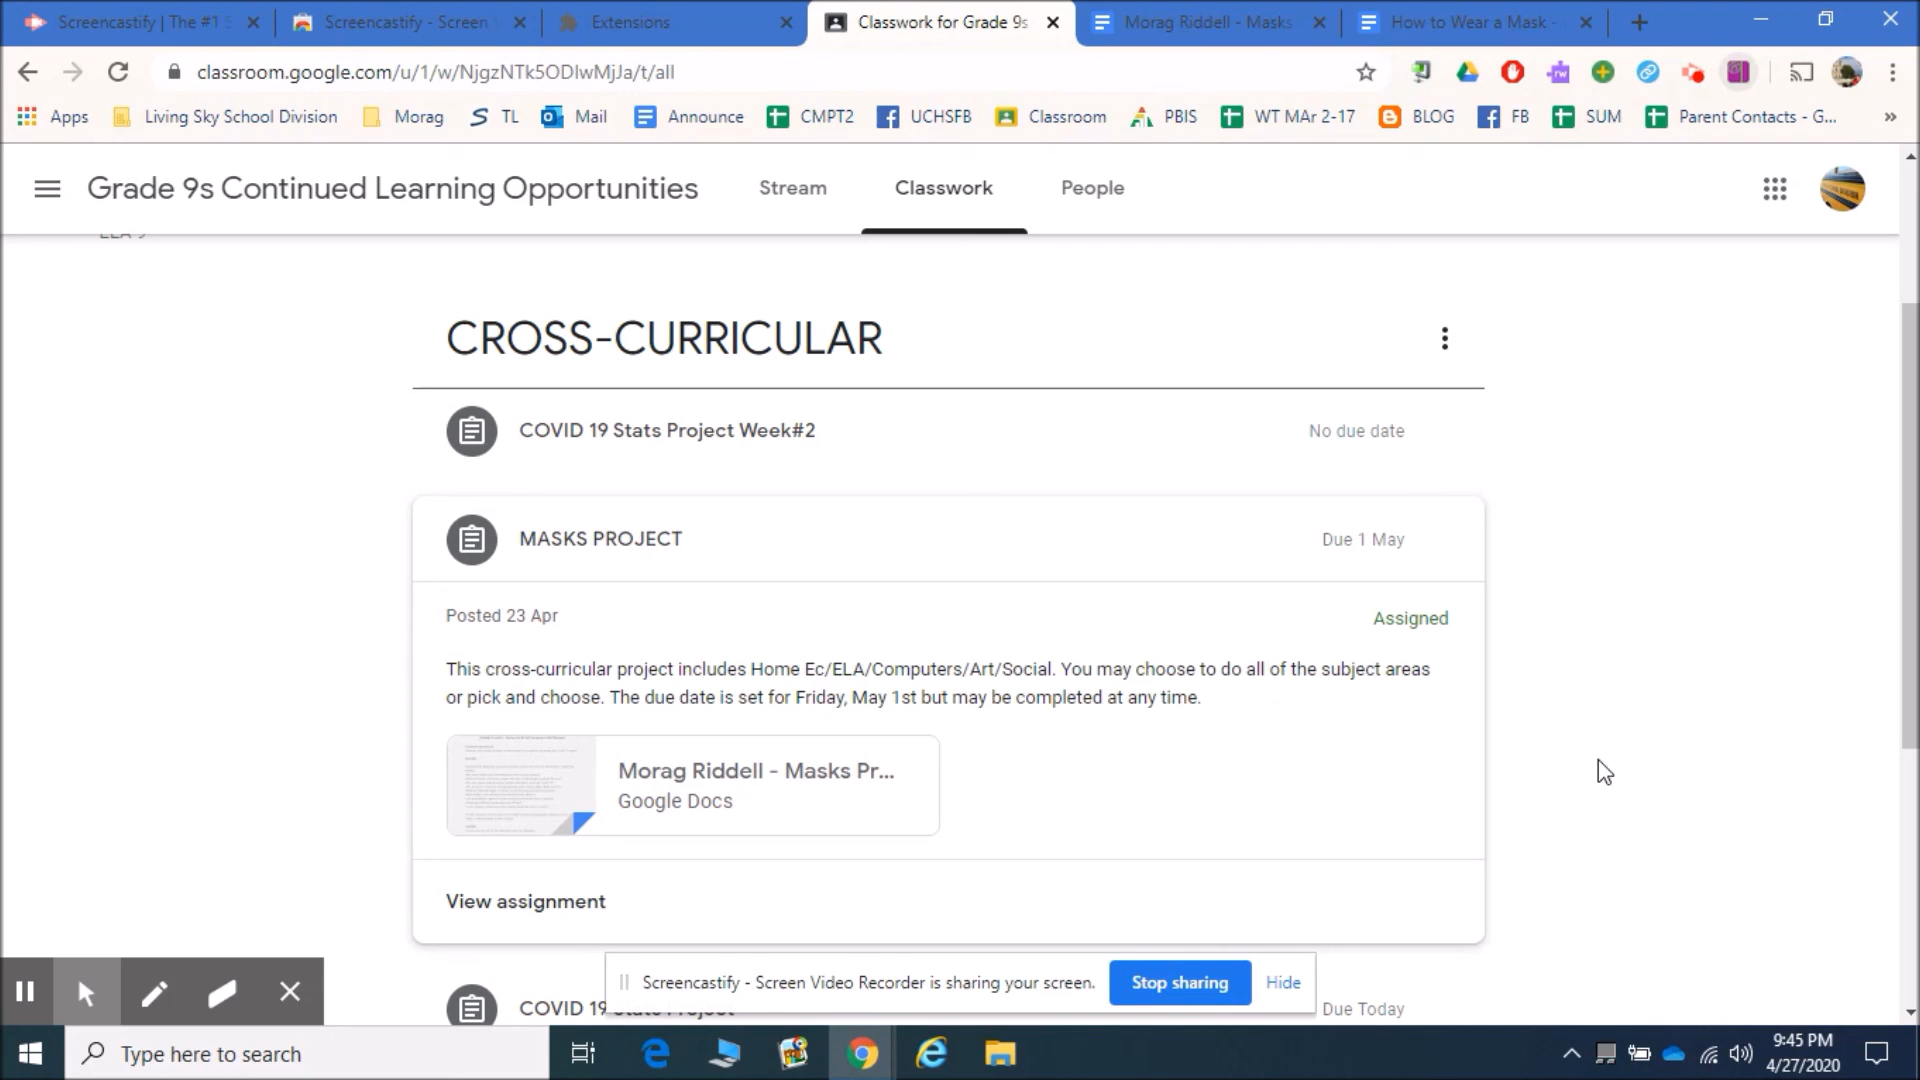 Screencastify | The #1 S
Screencastify - Screen V
Extensions
Classwork for Grade 9s
Morag Riddell - Masks
How to Wear a Mask -
classroom.google.com/u/1/w/NjgzNTk5ODIwMjJa/t/all
Apps
Living Sky School Division
Morag
TL
Mail
Announce
CMPT2
UCHSFB
Classroom
PBIS
WT MAr 2-17
BLOG
FB
SUM
Parent Contacts - G...
Grade 9s Continued Learning Opportunities
Stream
Classwork
People
CROSS-CURRICULAR
COVID 19 Stats Project Week#2
No due date
MASKS PROJECT
Due 1 May
Posted 23 Apr
Assigned
This cross-curricular project includes Home Ec/ELA/Computers/Art/Social. You may choose to do all of the subject areas
or pick and choose. The due date is set for Friday, May 1st but may be completed at any time.
Morag Riddell - Masks Pr...
Google Docs
View assignment
Screencastify - Screen Video Recorder is sharing your screen.
Stop sharing
Hide
COVID 19 Stats Project
Due Today
Type here to search
9:45 PM
4/27/2020